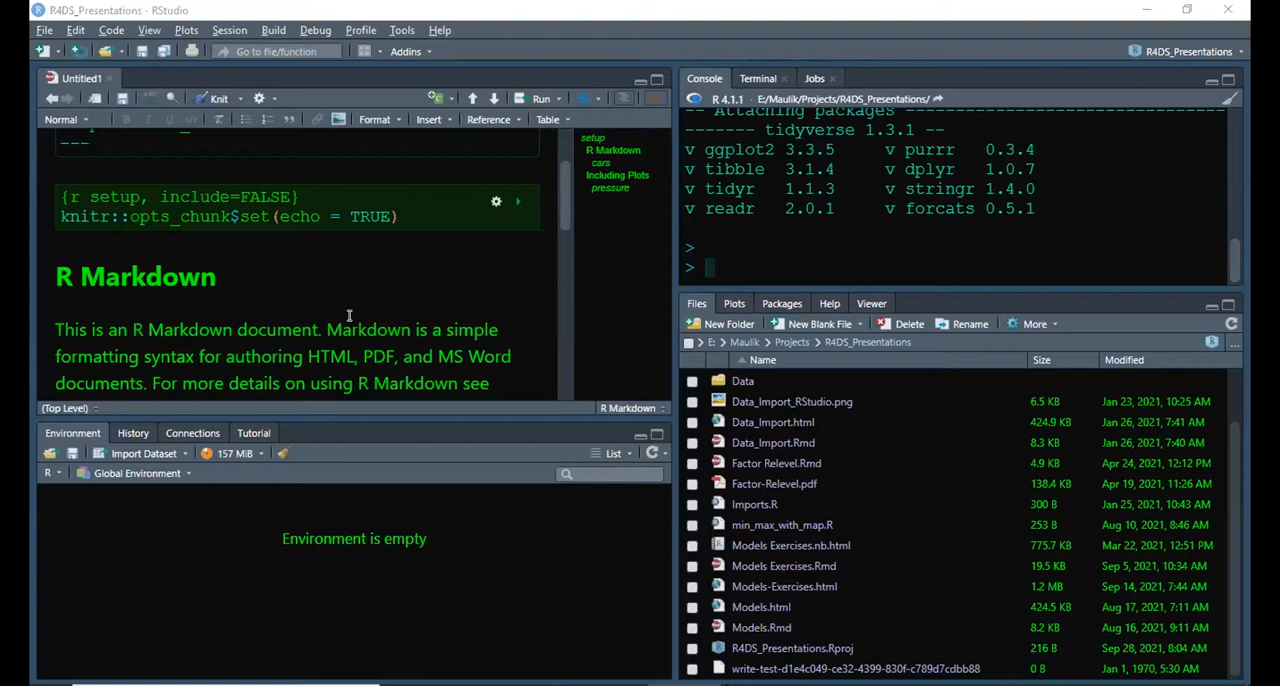 R4DS_Presentations - RStudio
File Edit Code View Plots Session Build Debug Profile Tools Help
Go to file/function Addins R4DS_Presentations
Untitled1
Knit Run
Normal B I Format Insert Reference Table
---
{r setup, include=FALSE}
knitr::opts_chunk$set(echo = TRUE)
R Markdown
This is an R Markdown document. Markdown is a simple
formatting syntax for authoring HTML, PDF, and MS Word
documents. For more details on using R Markdown see
setup
R Markdown
cars
Including Plots
pressure
(Top Level) R Markdown
Environment History Connections Tutorial
Import Dataset 157 MiB List
R Global Environment
Environment is empty
Console Terminal Jobs
R 4.1.1 · E:/Maulik/Projects/R4DS_Presentations/
-- Attaching packages ---------------------------------
------- tidyverse 1.3.1 --
v ggplot2 3.3.5 v purrr 0.3.4
v tibble 3.1.4 v dplyr 1.0.7
v tidyr 1.1.3 v stringr 1.4.0
v readr 2.0.1 v forcats 0.5.1
>
>
Files Plots Packages Help Viewer
New Folder New Blank File Delete Rename More
E: > Maulik > Projects > R4DS_Presentations R ...
Name Size Modified
Data
Data_Import_RStudio.png 6.5 KB Jan 23, 2021, 10:25 AM
Data_Import.html 424.9 KB Jan 26, 2021, 7:41 AM
Data_Import.Rmd 8.3 KB Jan 26, 2021, 7:40 AM
Factor Relevel.Rmd 4.9 KB Apr 24, 2021, 12:12 PM
Factor-Relevel.pdf 138.4 KB Apr 19, 2021, 11:26 AM
Imports.R 300 B Jan 25, 2021, 10:43 AM
min_max_with_map.R 253 B Aug 10, 2021, 8:46 AM
Models Exercises.nb.html 775.7 KB Mar 22, 2021, 12:51 PM
Models Exercises.Rmd 19.5 KB Sep 5, 2021, 10:34 AM
Models-Exercises.html 1.2 MB Sep 14, 2021, 7:44 AM
Models.html 424.5 KB Aug 17, 2021, 7:11 AM
Models.Rmd 8.2 KB Aug 16, 2021, 9:11 AM
R4DS_Presentations.Rproj 216 B Sep 28, 2021, 8:04 AM
write-test-d1e4c049-ce32-4399-830f-c789d7cdbb88 0 B Jan 1, 1970, 5:30 AM